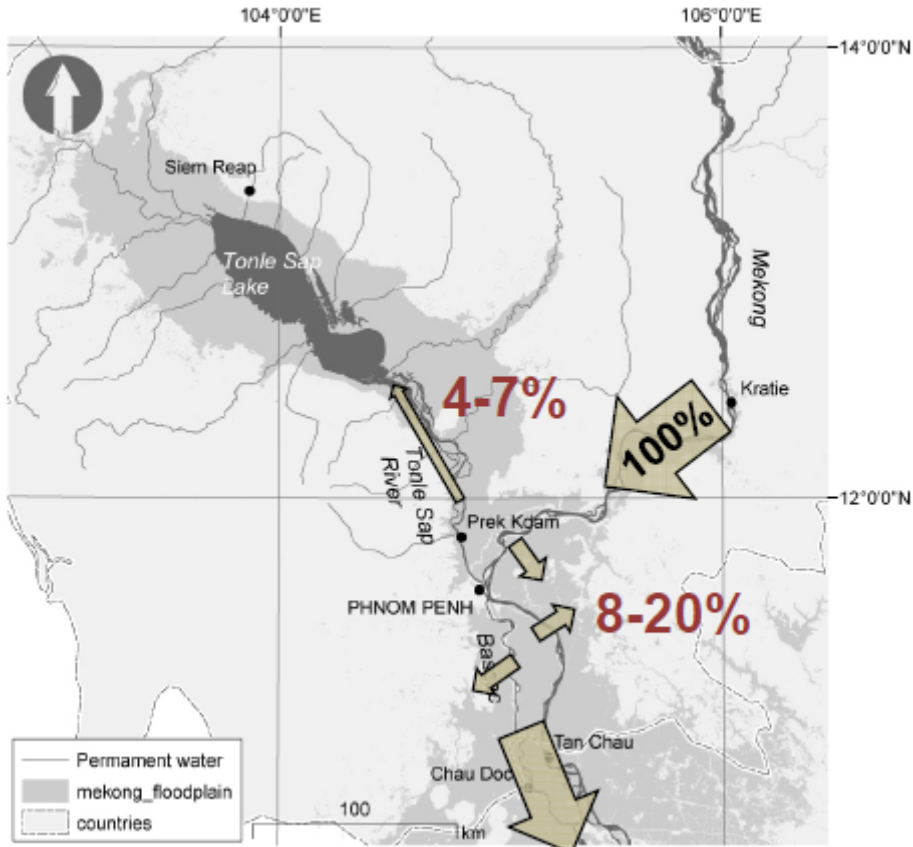 104°0'0"E
106°0'0"E
14°0'0"N
Siem Reap
Tonle Sap
Lake
Mekong
4-7%
Kratie
100%
Tonle Sap
River
12°0'0"N
Prek Kdam
PHNOM PENH
8-20%
Tan Chau
Chau Doc
Permament water
mekong_floodplain
countries
100
km